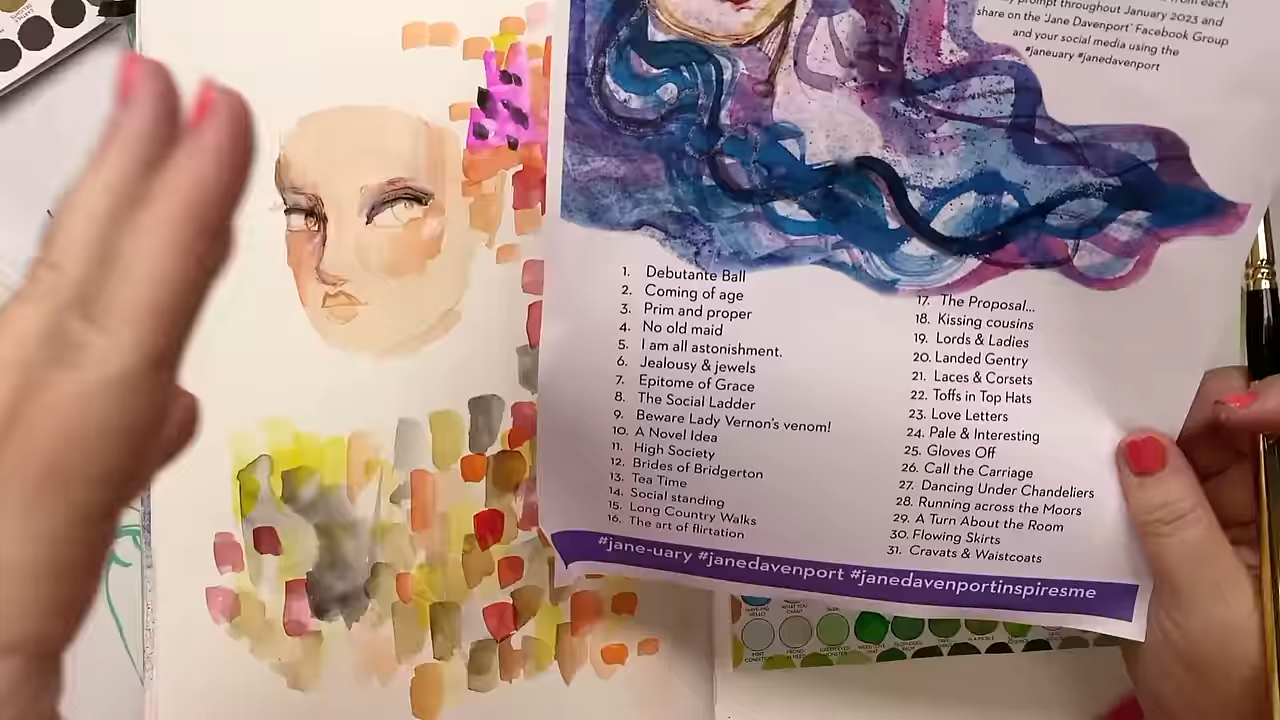 from each
prompt throughout January 2023 and
share on the 'Jane Davenport' Facebook Group
and your social media using the
#janeuary #janedavenport
1. Debutante Ball
2. Coming of age
3. Prim and proper
4. No old maid
5. I am all astonishment.
6. Jealousy & jewels
7. Epitome of Grace
8. The Social Ladder
9. Beware Lady Vernon's venom!
10. A Novel Idea
11. High Society
12. Brides of Bridgerton
13. Tea Time
14. Social standing
15. Long Country Walks
16. The art of flirtation
17. The Proposal...
18. Kissing cousins
19. Lords & Ladies
20. Landed Gentry
21. Laces & Corsets
22. Toffs in Top Hats
23. Love Letters
24. Pale & Interesting
25. Gloves Off
26. Call the Carriage
27. Dancing Under Chandeliers
28. Running across the Moors
29. A Turn About the Room
30. Flowing Skirts
31. Cravats & Waistcoats
#jane-uary #janedavenport #janedavenportinspiresme
MINT
CONDITION